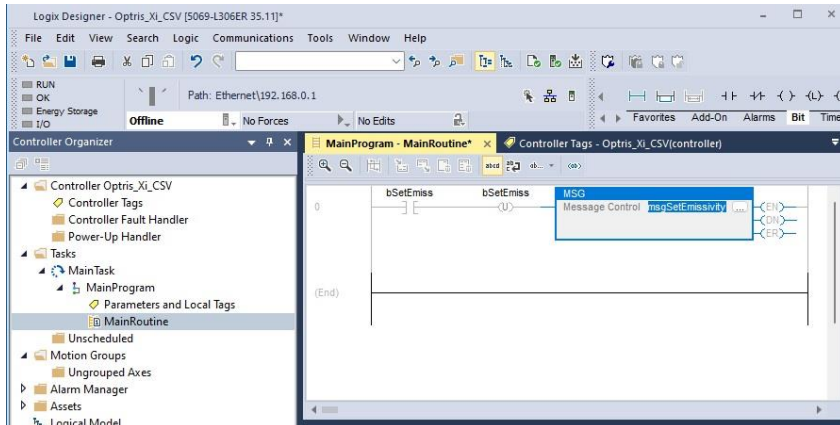 Logix Designer - Optris_Xi_CSV [5069-L306ER 35.11]*
File Edit View Search Logic Communications Tools Window Help
RUN
OK
Energy Storage
I/O
Path: Ethernet\192.168.0.1
Offline
No Forces
No Edits
Favorites Add-On Alarms Bit Time
Controller Organizer
MainProgram - MainRoutine*
Controller Tags - Optris_Xi_CSV(controller)
Controller Optris_Xi_CSV
Controller Tags
Controller Fault Handler
Power-Up Handler
Tasks
MainTask
MainProgram
Parameters and Local Tags
MainRoutine
Unscheduled
Motion Groups
Ungrouped Axes
Alarm Manager
Assets
Logical Model
abcd
ab...
0
bSetEmiss
bSetEmiss
U
MSG
Message Control msgSetEmissivity ...
EN
DN
ER
(End)